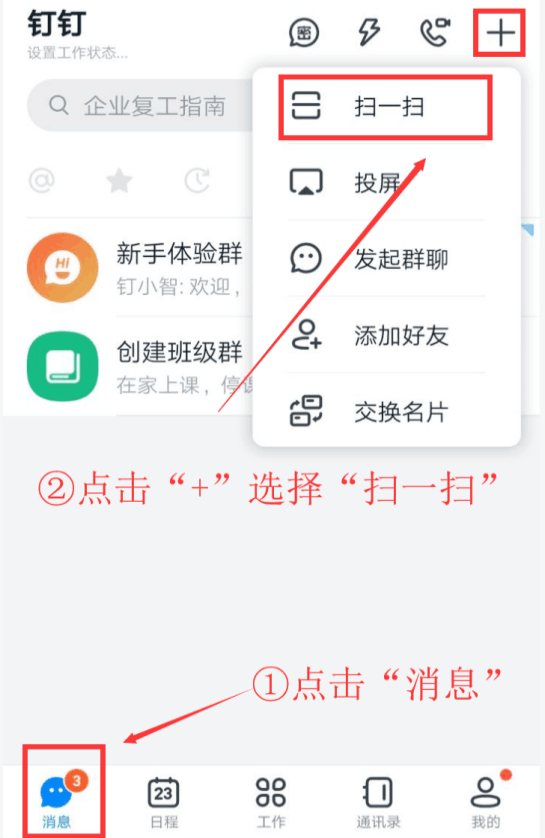 钉钉
设置工作状态...
密
企业复工指南
扫一扫
投屏
发起群聊
添加好友
交换名片
@
Hi
新手体验群
钉小智: 欢迎，
创建班级群
在家上课，停课
②点击“+”选择“扫一扫”
①点击“消息”
3
23
消息
日程
工作
通讯录
我的